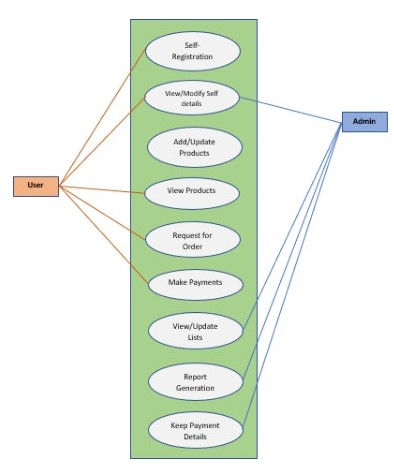 Self-
Registration
View/Modify Self
details
Admin
Add/Update
Products
User
View Products
Request for
Order
Make Payments
View/Update
Lists
Report
Generation
Keep Payment
Details